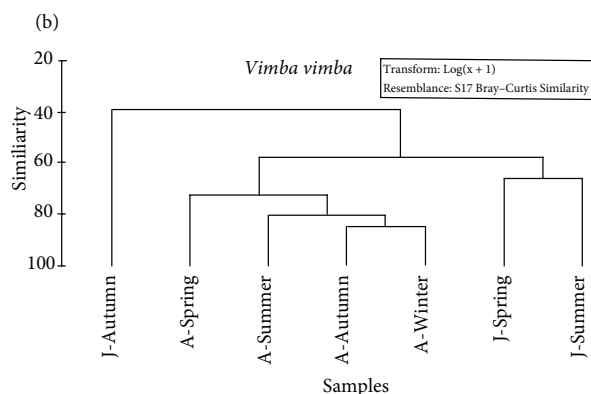 (b)
20
Vimba vimba
Transform: Log(x + 1)
Resemblance: S17 Bray–Curtis Similarity
40
60
80
100
Similiarity
J-Autumn
A-Spring
A-Summer
A-Autumn
A-Winter
J-Spring
J-Summer
Samples